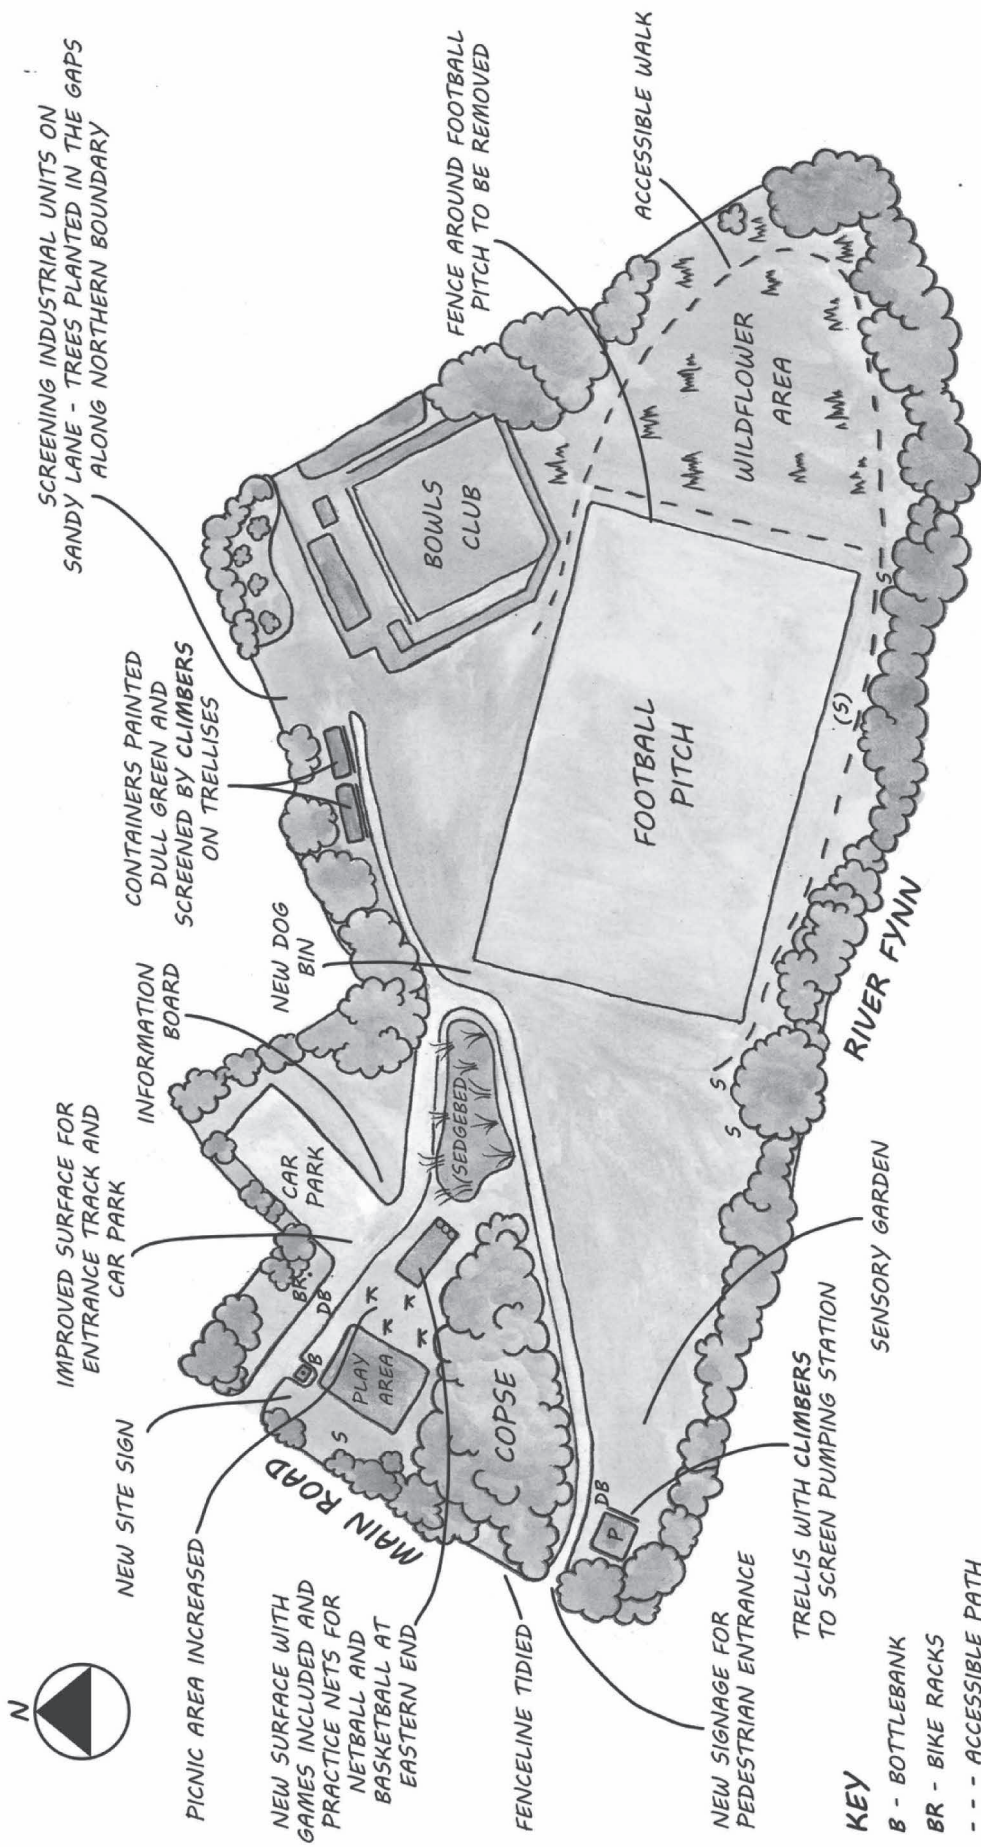 N
SCREENING INDUSTRIAL UNITS ON
SANDY LANE - TREES PLANTED IN THE GAPS
ALONG NORTHERN BOUNDARY
CONTAINERS PAINTED
DULL GREEN AND
SCREENED BY CLIMBERS
ON TRELLISES
INFORMATION
BOARD
NEW DOG
BIN
IMPROVED SURFACE FOR
ENTRANCE TRACK AND
CAR PARK
NEW SITE SIGN
PICNIC AREA INCREASED
NEW SURFACE WITH
GAMES INCLUDED AND
PRACTICE NETS FOR
NETBALL AND
BASKETBALL AT
EASTERN END
FENCELINE TIDIED
NEW SIGNAGE FOR
PEDESTRIAN ENTRANCE
TRELLIS WITH CLIMBERS
TO SCREEN PUMPING STATION
SENSORY GARDEN
FENCE AROUND FOOTBALL
PITCH TO BE REMOVED
ACCESSIBLE WALK
MAIN ROAD
CAR
PARK
BR
DB
B
PLAY
AREA
S
SEDGEBED
COPSE
DB
P
BOWLS
CLUB
FOOTBALL
PITCH
WILDFLOWER
AREA
S
S
(S)
S
RIVER FYNN
KEY
B - BOTTLEBANK
BR - BIKE RACKS
- - - ACCESSIBLE PATH